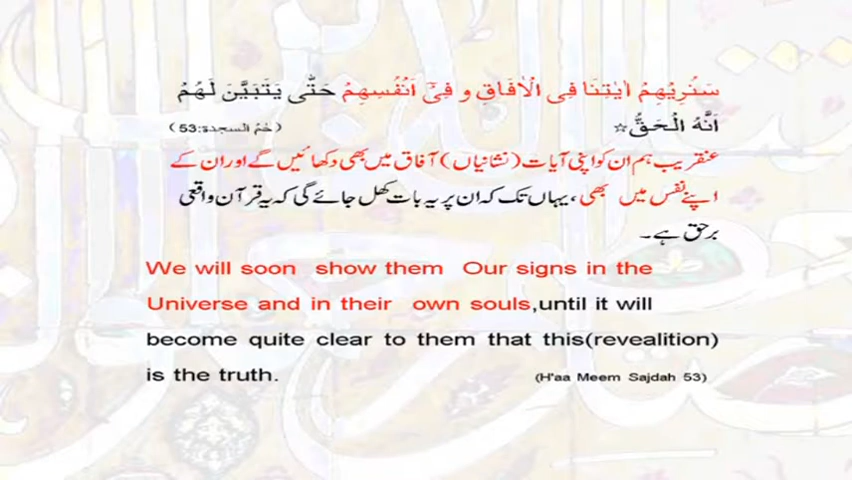 سَنُرِيْهِمْ اٰيٰتِنَا فِى الْاٰفَاقِ و فِىْٓ اَنْفُسِهِمْ حَتّٰى يَتَبَيَّنَ لَهُمْ
اَنَّهُ الْحَقُّ☆ (حٰمٓ السجدة:53)
عنقریب ہم ان کو اپنی آیات (نشانیاں) آفاق میں بھی دکھائیں گے اور ان کے
اپنے نفس میں بھی ، یہاں تک کہ ان پر یہ بات کھل جائے گی کہ یہ قرآن واقعی
برحق ہے ۔
We will soon show them Our signs in the
Universe and in their own souls,until it will
become quite clear to them that this(revealition)
is the truth. (H'aa Meem Sajdah 53)